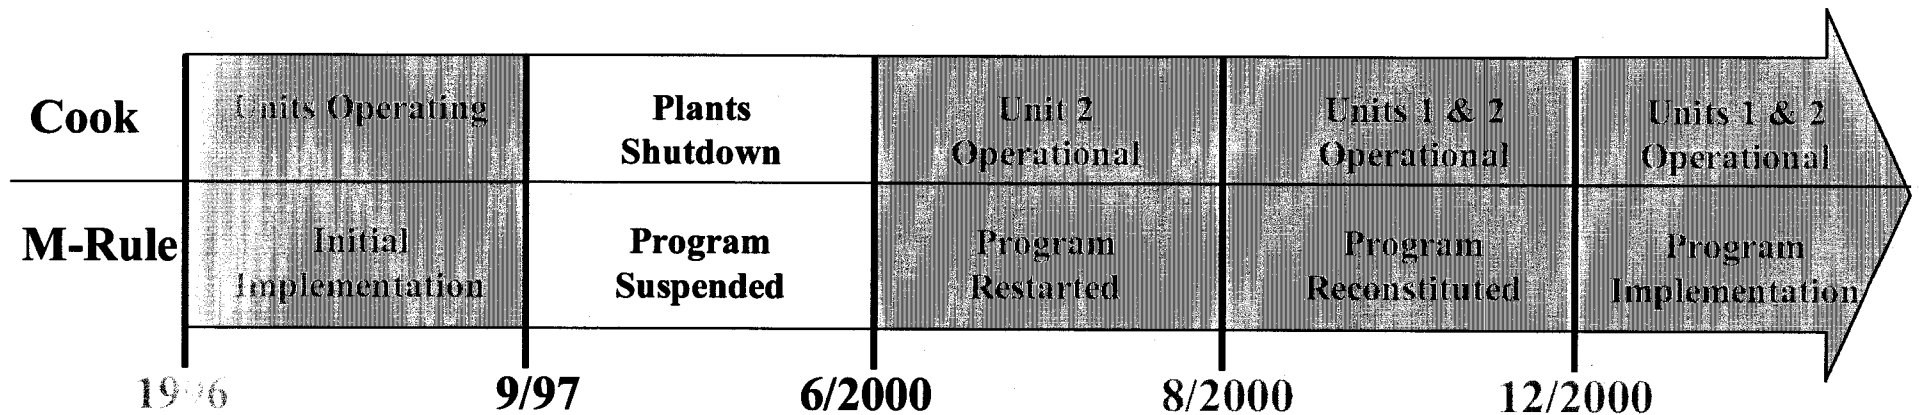 Cook
Units Operating
Plants
Shutdown
Unit 2
Operational
Units 1 & 2
Operational
Units 1 & 2
Operational
M-Rule
Initial
Implementation
Program
Suspended
Program
Restarted
Program
Reconstituted
Program
Implementation
1996
9/97
6/2000
8/2000
12/2000